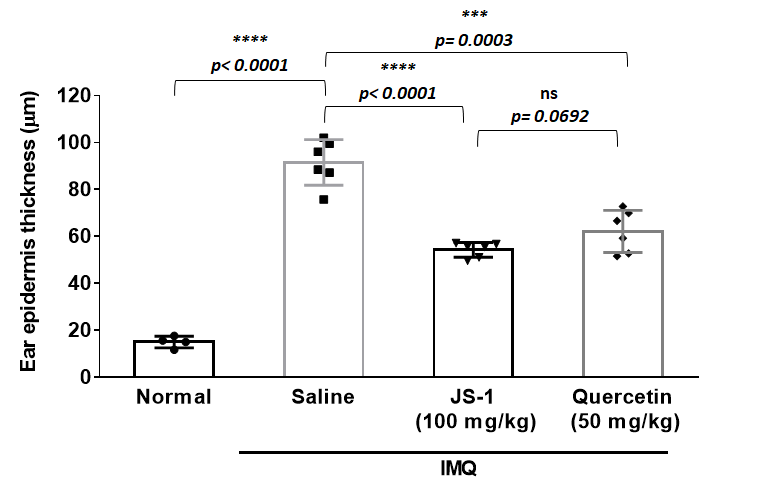 ***
p= 0.0003
****
p< 0.0001
****
p< 0.0001
ns
p= 0.0692
Ear epidermis thickness (μm)
120
100
80
60
40
20
0
Normal
Saline
JS-1
(100 mg/kg)
Quercetin
(50 mg/kg)
IMQ